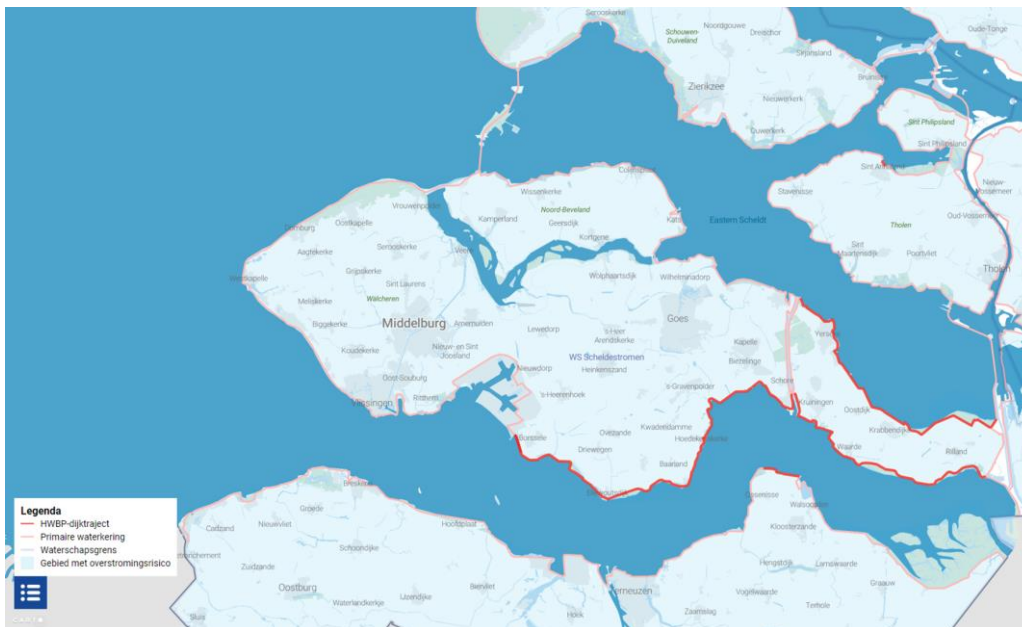 Serooskerke
Noordgouwe
Schouwen-
Duiveland
Dreischor
Oude-Tonge
Sirjansland
Bruinisse
Zierikzee
Nieuwerkerk
Ouwerkerk
Sint Philipsland
Sint Philipsland
Colijnsplaat
Wissenkerke
Stavenisse
Nieuw-
Vossemeer
Vrouwenpolder
Kamperland
Noord-Beveland
Geersdijk
Kats
Eastern Scheldt
Tholen
Oud-Vossemeer
Domburg
Oostkapelle
Kortgene
Serooskerke
Sint
Maartensdijk
Poortvliet
Aagtekerke
Veere
Tholen
Grijpskerke
Wolphaartsdijk
Wilhelminadorp
Sint Laurens
Meliskerke
Walcheren
Biggekerke
Middelburg
Arnemuiden
Lewedorp
's-Heer
Arendskerke
Goes
Yerseke
Kapelle
Koudekerke
Nieuw- en Sint
Joosland
WS Scheldestromen
Biezelinge
Nieuwdorp
Heinkenszand
Oost-Souburg
's-Gravenpolder
Schore
Ritthem
's-Heerenhoek
Kruiningen
Vlissingen
Oostdijk
Kwadendamme
Krabbendijke
Borssele
Ovezande
Hoedekenskerke
Waarde
Rilland
Driewegen
Baarland
Ellewoutsdijk
Breskens
Ossenisse
Walsoorden
Legenda
HWBP-dijktraject
Primaire waterkering
Waterschapsgrens
Gebied met overstromingsrisico
Groede
Cadzand
Nieuwvliet
Hoofdplaat
Kloosterzande
Schoondijke
Zuidzande
Hengstdijk
Lamswaarde
Oostburg
Biervliet
Terneuzen
Vogelwaarde
Graauw
IJzendijke
Waterlandkerkje
Terhole
Sluis
Hoek
Zaamslag
CARTO